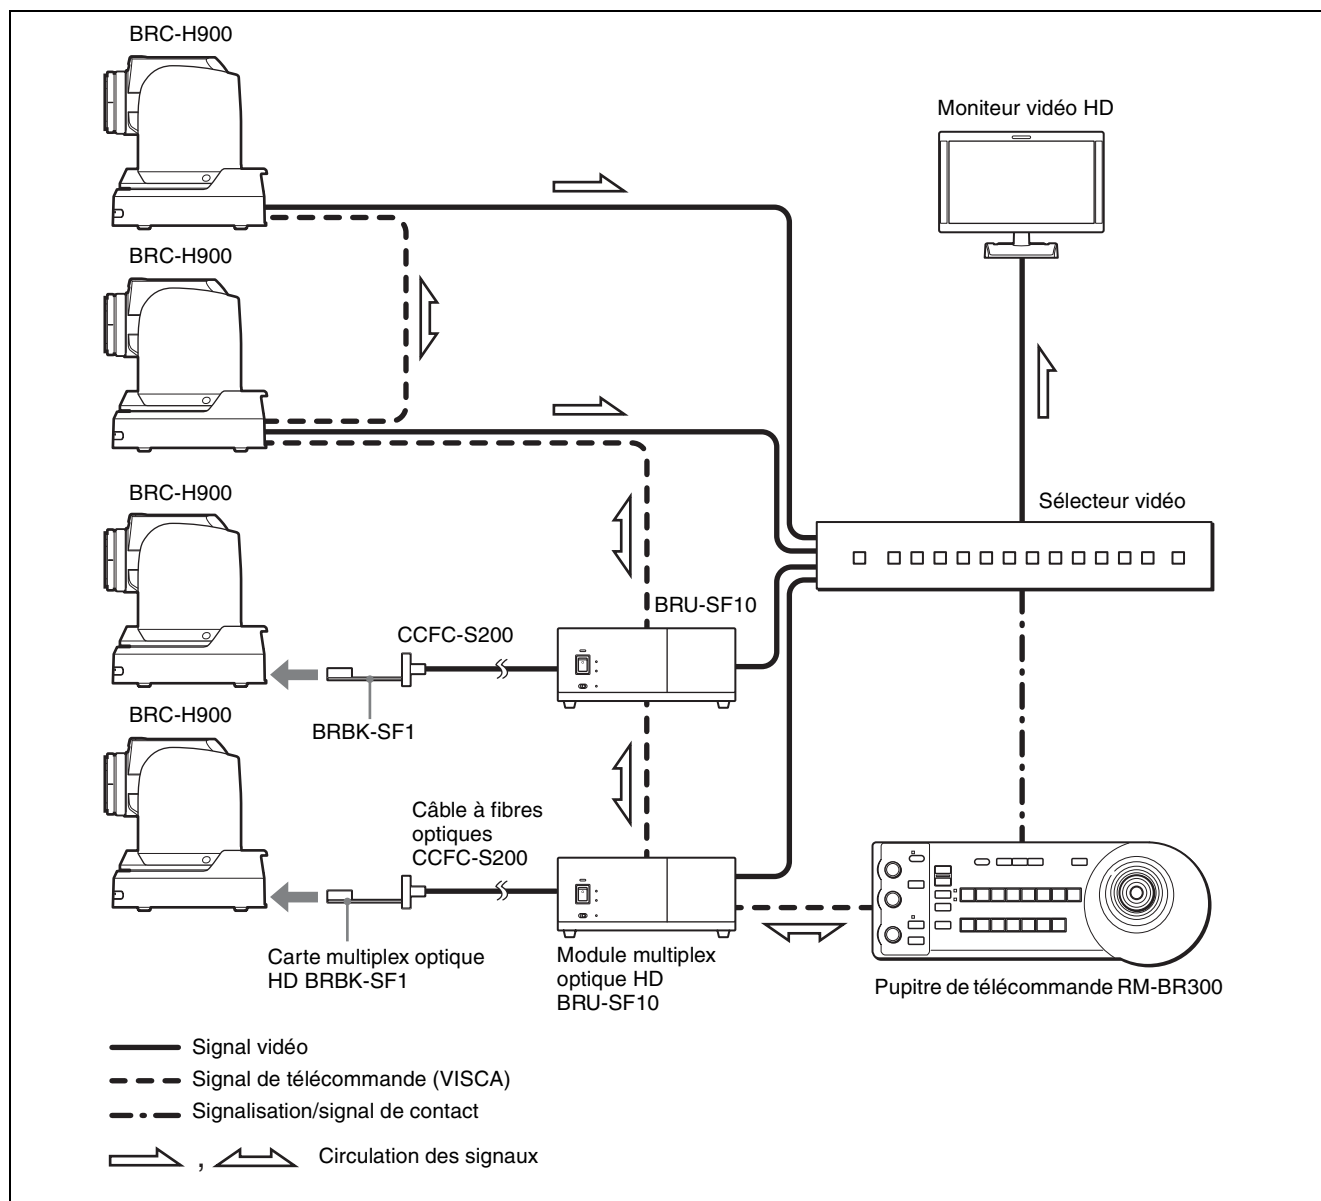 BRC-H900
Moniteur vidéo HD
BRC-H900
BRC-H900
Sélecteur vidéo
BRU-SF10
CCFC-S200
BRBK-SF1
BRC-H900
Câble à fibres
optiques
CCFC-S200
Carte multiplex optique
HD BRBK-SF1
Module multiplex
optique HD
BRU-SF10
Pupitre de télécommande RM-BR300
Signal vidéo
Signal de télécommande (VISCA)
Signalisation/signal de contact
, Circulation des signaux